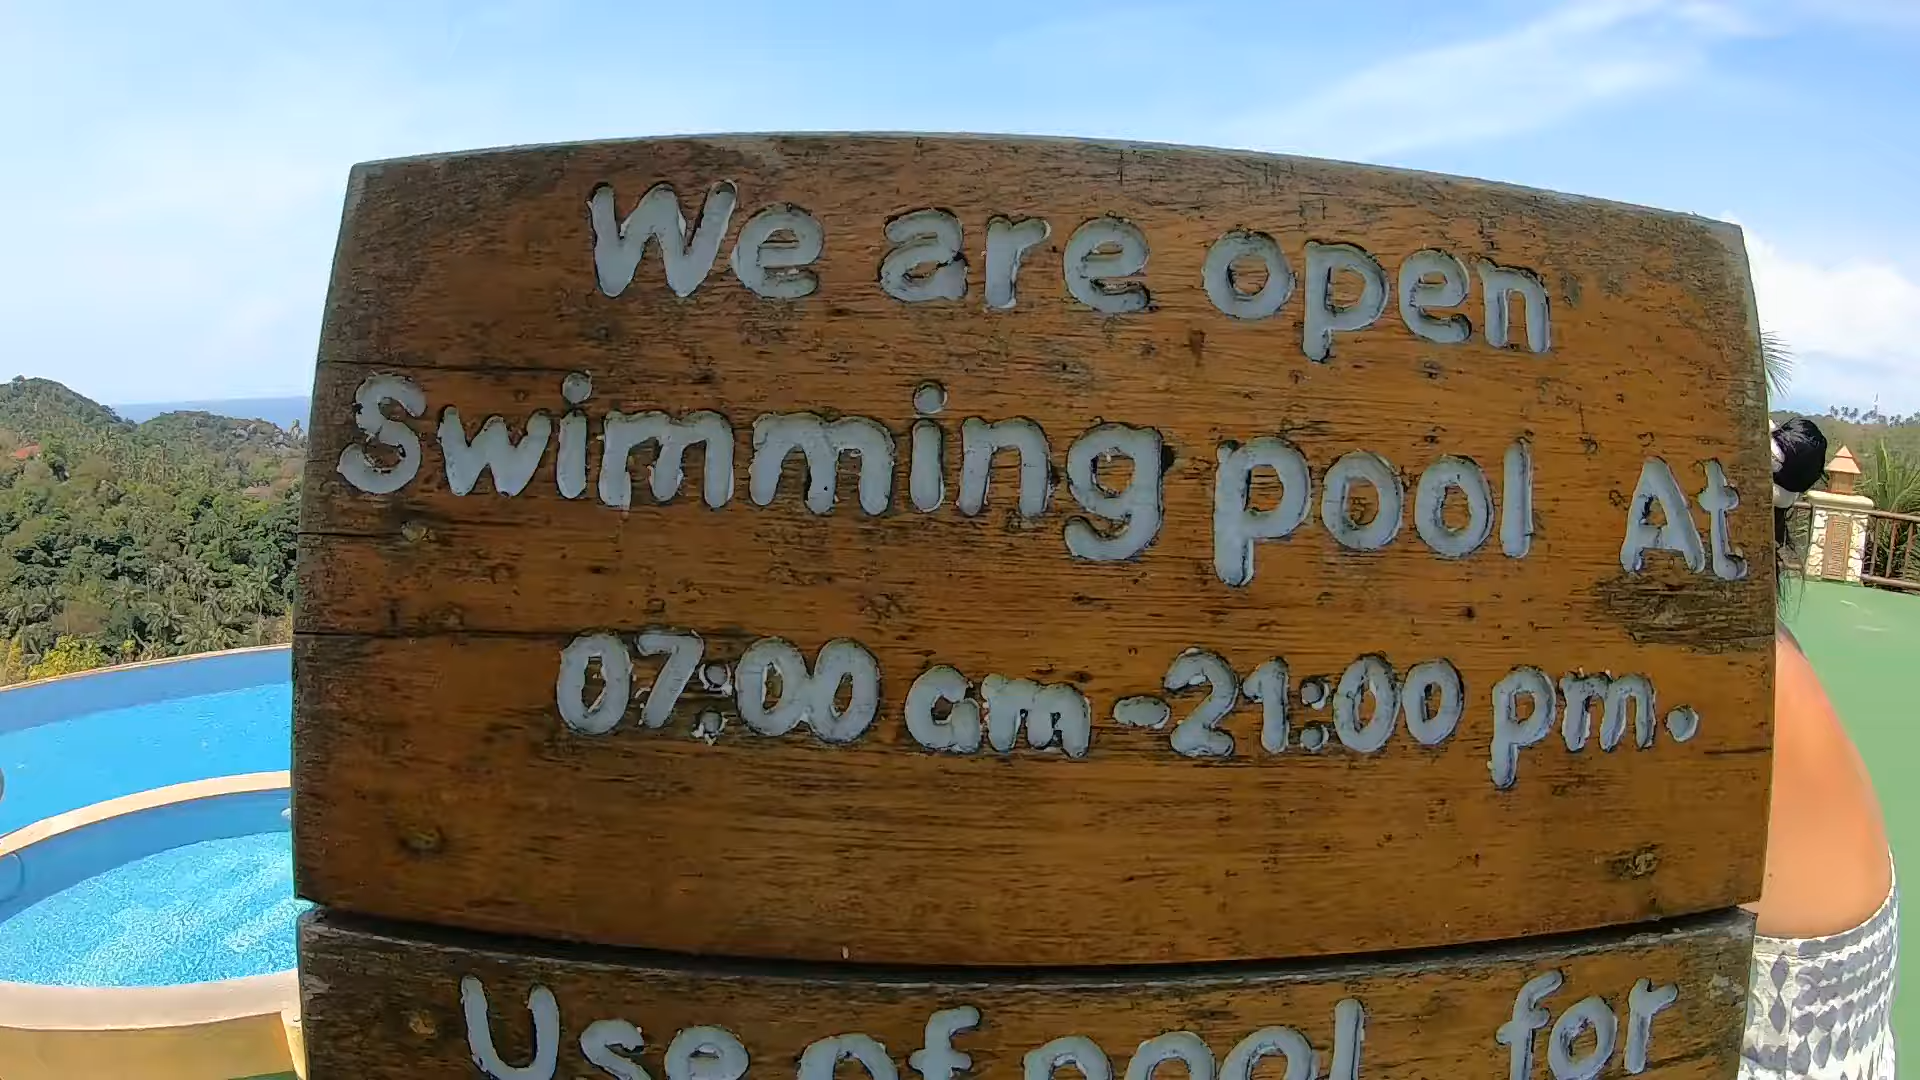 We are open
Swimming pool At
07:00 am -21:00 pm.
Use of pool for